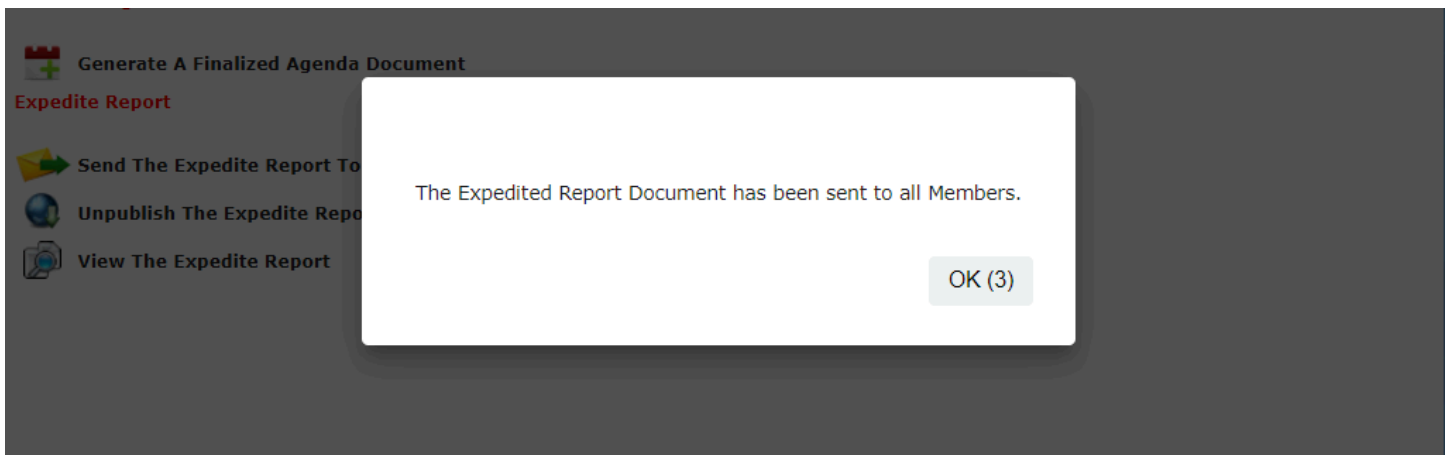 Generate A Finalized Agenda Document
Expedite Report
Send The Expedite Report To
Unpublish The Expedite Repo
View The Expedite Report
The Expedited Report Document has been sent to all Members.
OK (3)